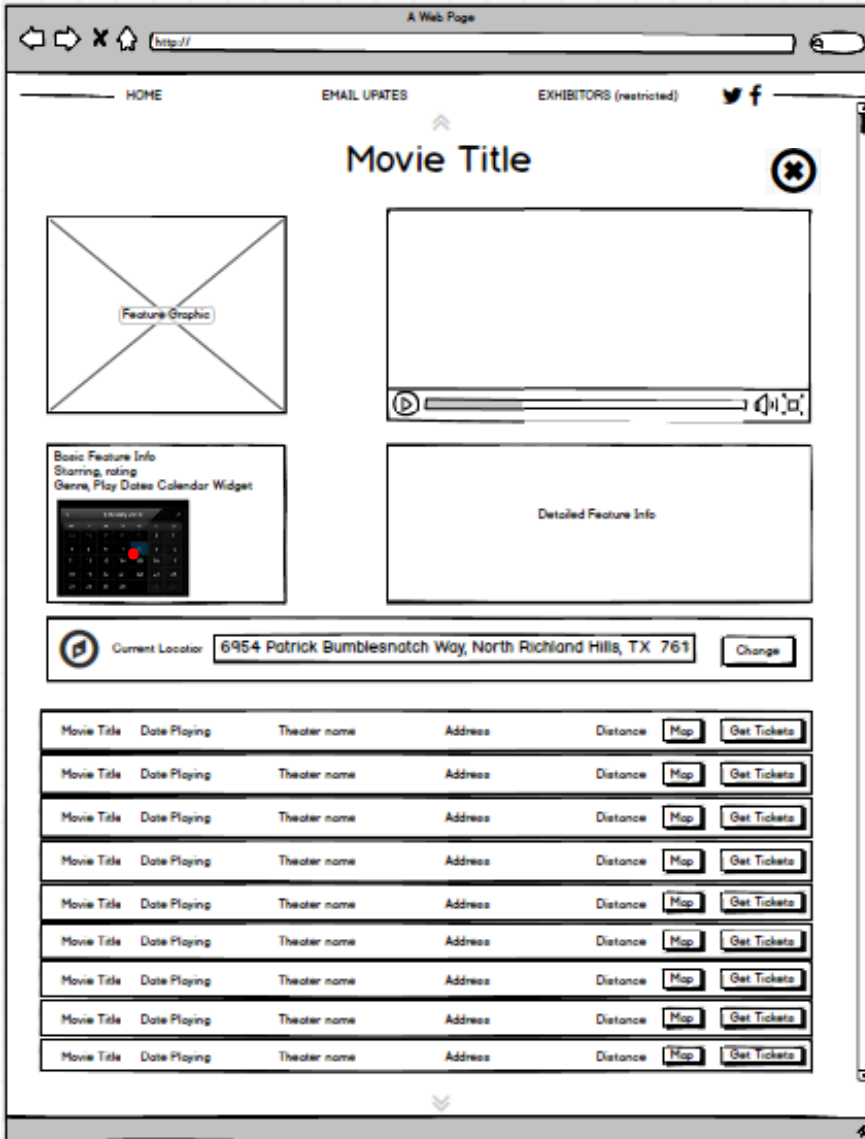 A Web Page
http://
HOME EMAIL UPATES EXHIBITORS (restricted)
Movie Title
Feature Graphic
Basic Feature Info
Starring, rating
Genre, Play Dates Calendar Widget
Detailed Feature Info
Current Location 6954 Patrick Bumblesnatch Way, North Richland Hills, TX 761 Change
Movie Title Date Playing Theater name Address Distance Map Get Tickets
Movie Title Date Playing Theater name Address Distance Map Get Tickets
Movie Title Date Playing Theater name Address Distance Map Get Tickets
Movie Title Date Playing Theater name Address Distance Map Get Tickets
Movie Title Date Playing Theater name Address Distance Map Get Tickets
Movie Title Date Playing Theater name Address Distance Map Get Tickets
Movie Title Date Playing Theater name Address Distance Map Get Tickets
Movie Title Date Playing Theater name Address Distance Map Get Tickets
Movie Title Date Playing Theater name Address Distance Map Get Tickets